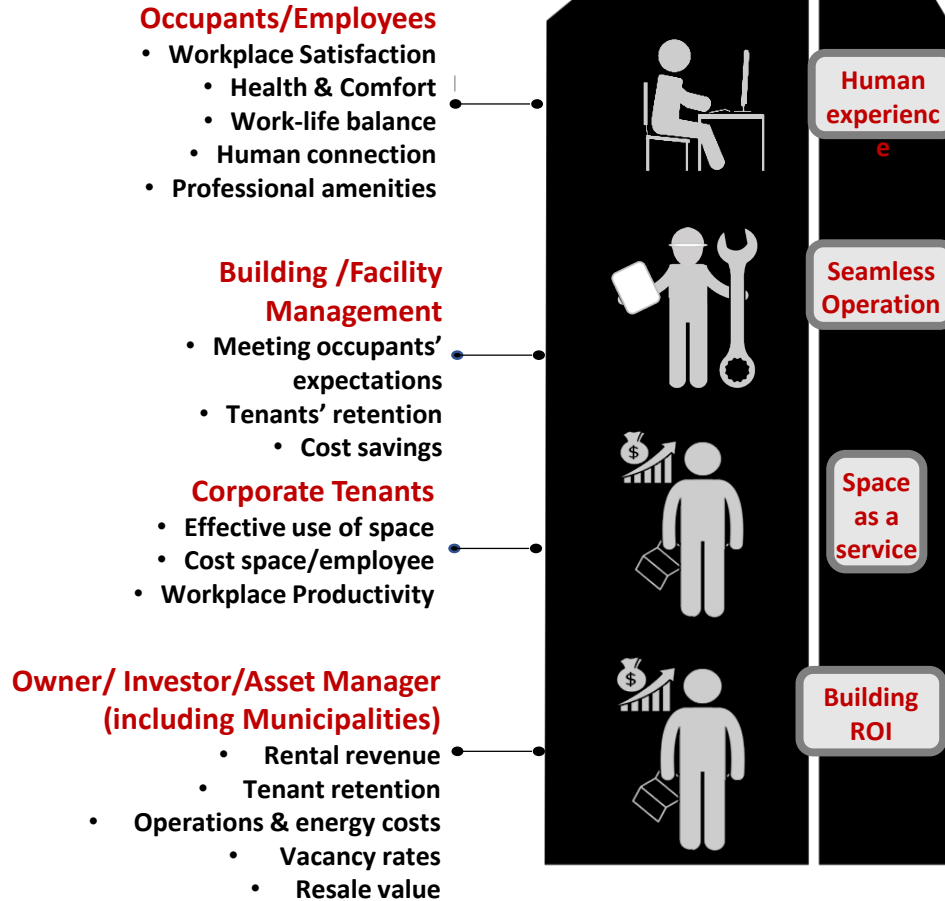 Occupants/Employees
• Workplace Satisfaction
• Health & Comfort
• Work-life balance
• Human connection
• Professional amenities
Human
experienc
e
Building /Facility
Management
• Meeting occupants’
expectations
• Tenants’ retention
• Cost savings
Seamless
Operation
Corporate Tenants
• Effective use of space
• Cost space/employee
• Workplace Productivity
$
Space
as a
service
Owner/ Investor/Asset Manager
(including Municipalities)
• Rental revenue
• Tenant retention
• Operations & energy costs
• Vacancy rates
• Resale value
$
Building
ROI